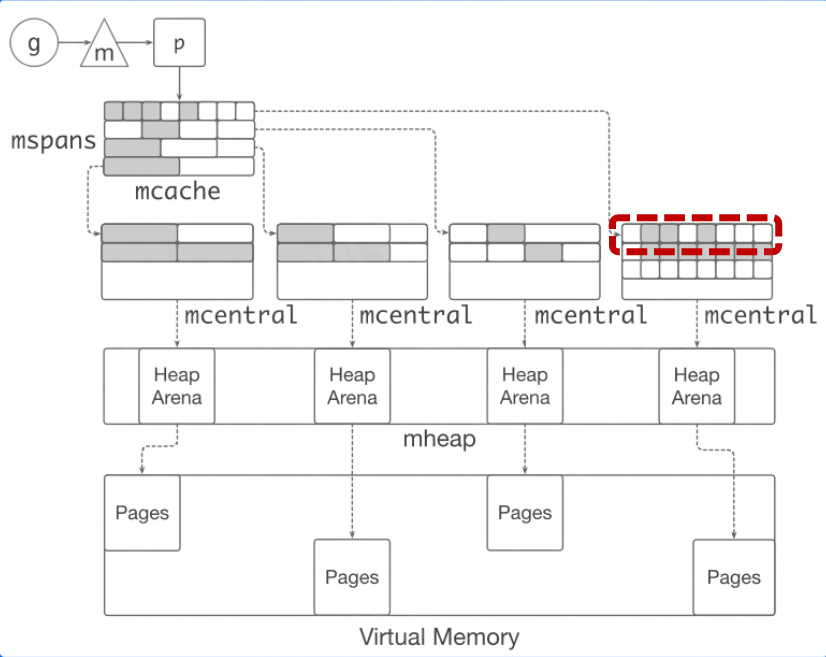 g
m
p
mspans
mcache
mcentral
mcentral
mcentral
mcentral
Heap
Arena
Heap
Arena
Heap
Arena
Heap
Arena
mheap
Pages
Pages
Pages
Pages
Virtual Memory